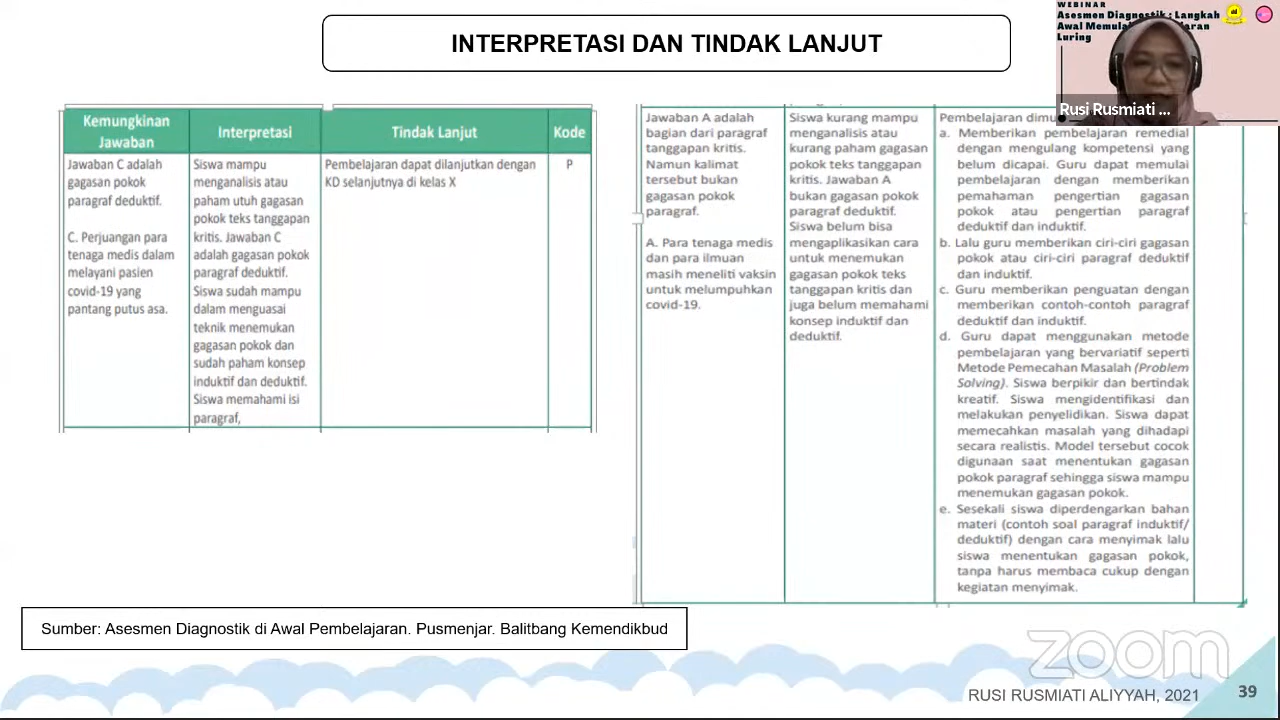 INTERPRETASI DAN TINDAK LANJUT
WEBINAR
Asesmen Diagnostik : Langkah
Awal
Luring
Rusi Rusmiati ...
Kemungkinan
Jawaban
Interpretasi
Tindak Lanjut
Kode
Jawaban C adalah
gagasan pokok
paragraf deduktif.
C. Perjuangan para
tenaga medis dalam
melayani pasien
covid-19 yang
pantang putus asa.
Siswa mampu
menganalisis atau
paham utuh gagasan
pokok teks tanggapan
kritis. Jawaban C
adalah gagasan pokok
paragraf deduktif.
Siswa sudah mampu
dalam menguasai
teknik menemukan
gagasan pokok dan
sudah paham konsep
induktif dan deduktif.
Siswa memahami isi
paragraf,
Pembelajaran dapat dilanjutkan dengan
KD selanjutnya di kelas X
P
Jawaban A adalah
bagian dari paragraf
tanggapan kritis.
Namun kalimat
tersebut bukan
gagasan pokok
paragraf.
A. Para tenaga medis
dan para ilmuan
masih meneliti vaksin
untuk melumpuhkan
covid-19.
Siswa kurang mampu
menganalisis atau
kurang paham gagasan
pokok teks tanggapan
kritis. Jawaban A
bukan gagasan pokok
paragraf deduktif.
Siswa belum bisa
mengaplikasikan cara
untuk menemukan
gagasan pokok teks
tanggapan kritis dan
juga belum memahami
konsep induktif dan
deduktif.
Pembelajaran
a. Memberikan pembelajaran remedial
dengan mengulang kompetensi yang
belum dicapai. Guru dapat memulai
pembelajaran dengan memberikan
pemahaman pengertian gagasan
pokok atau pengertian paragraf
deduktif dan induktif.
b. Lalu guru memberikan ciri-ciri gagasan
pokok atau ciri-ciri paragraf deduktif
dan induktif.
c. Guru memberikan penguatan dengan
memberikan contoh-contoh paragraf
deduktif dan induktif.
d. Guru dapat menggunakan metode
pembelajaran yang bervariatif seperti
Metode Pemecahan Masalah (Problem
Solving). Siswa berpikir dan bertindak
kreatif. Siswa mengidentifikasi dan
melakukan penyelidikan. Siswa dapat
memecahkan masalah yang dihadapi
secara realistis. Model tersebut cocok
digunaan saat menentukan gagasan
pokok paragraf sehingga siswa mampu
menemukan gagasan pokok.
e. Sesekali siswa diperdengarkan bahan
materi (contoh soal paragraf induktif/
deduktif) dengan cara menyimak lalu
siswa menentukan gagasan pokok,
tanpa harus membaca cukup dengan
kegiatan menyimak.
Sumber: Asesmen Diagnostik di Awal Pembelajaran. Pusmenjar. Balitbang Kemendikbud
zoom
RUSI RUSMIATI ALIYYAH, 2021
39